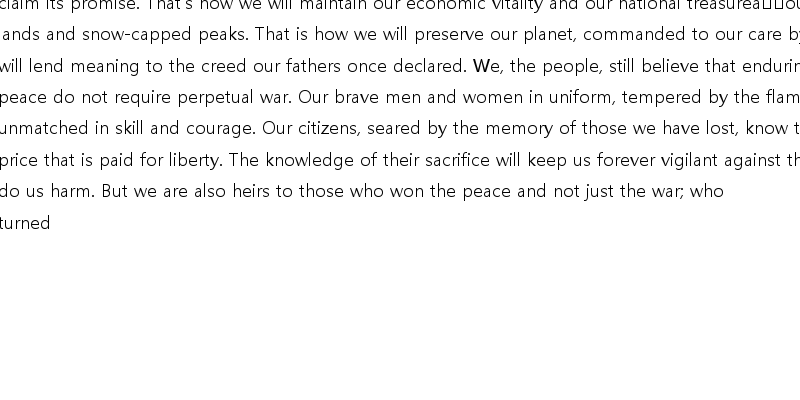 claim its promise. That's how we will maintain our economic vitality and our national treasurea□□ou
lands and snow-capped peaks. That is how we will preserve our planet, commanded to our care by
will lend meaning to the creed our fathers once declared. We, the people, still believe that endurin
peace do not require perpetual war. Our brave men and women in uniform, tempered by the flam
unmatched in skill and courage. Our citizens, seared by the memory of those we have lost, know t
price that is paid for liberty. The knowledge of their sacrifice will keep us forever vigilant against th
do us harm. But we are also heirs to those who won the peace and not just the war; who
turned